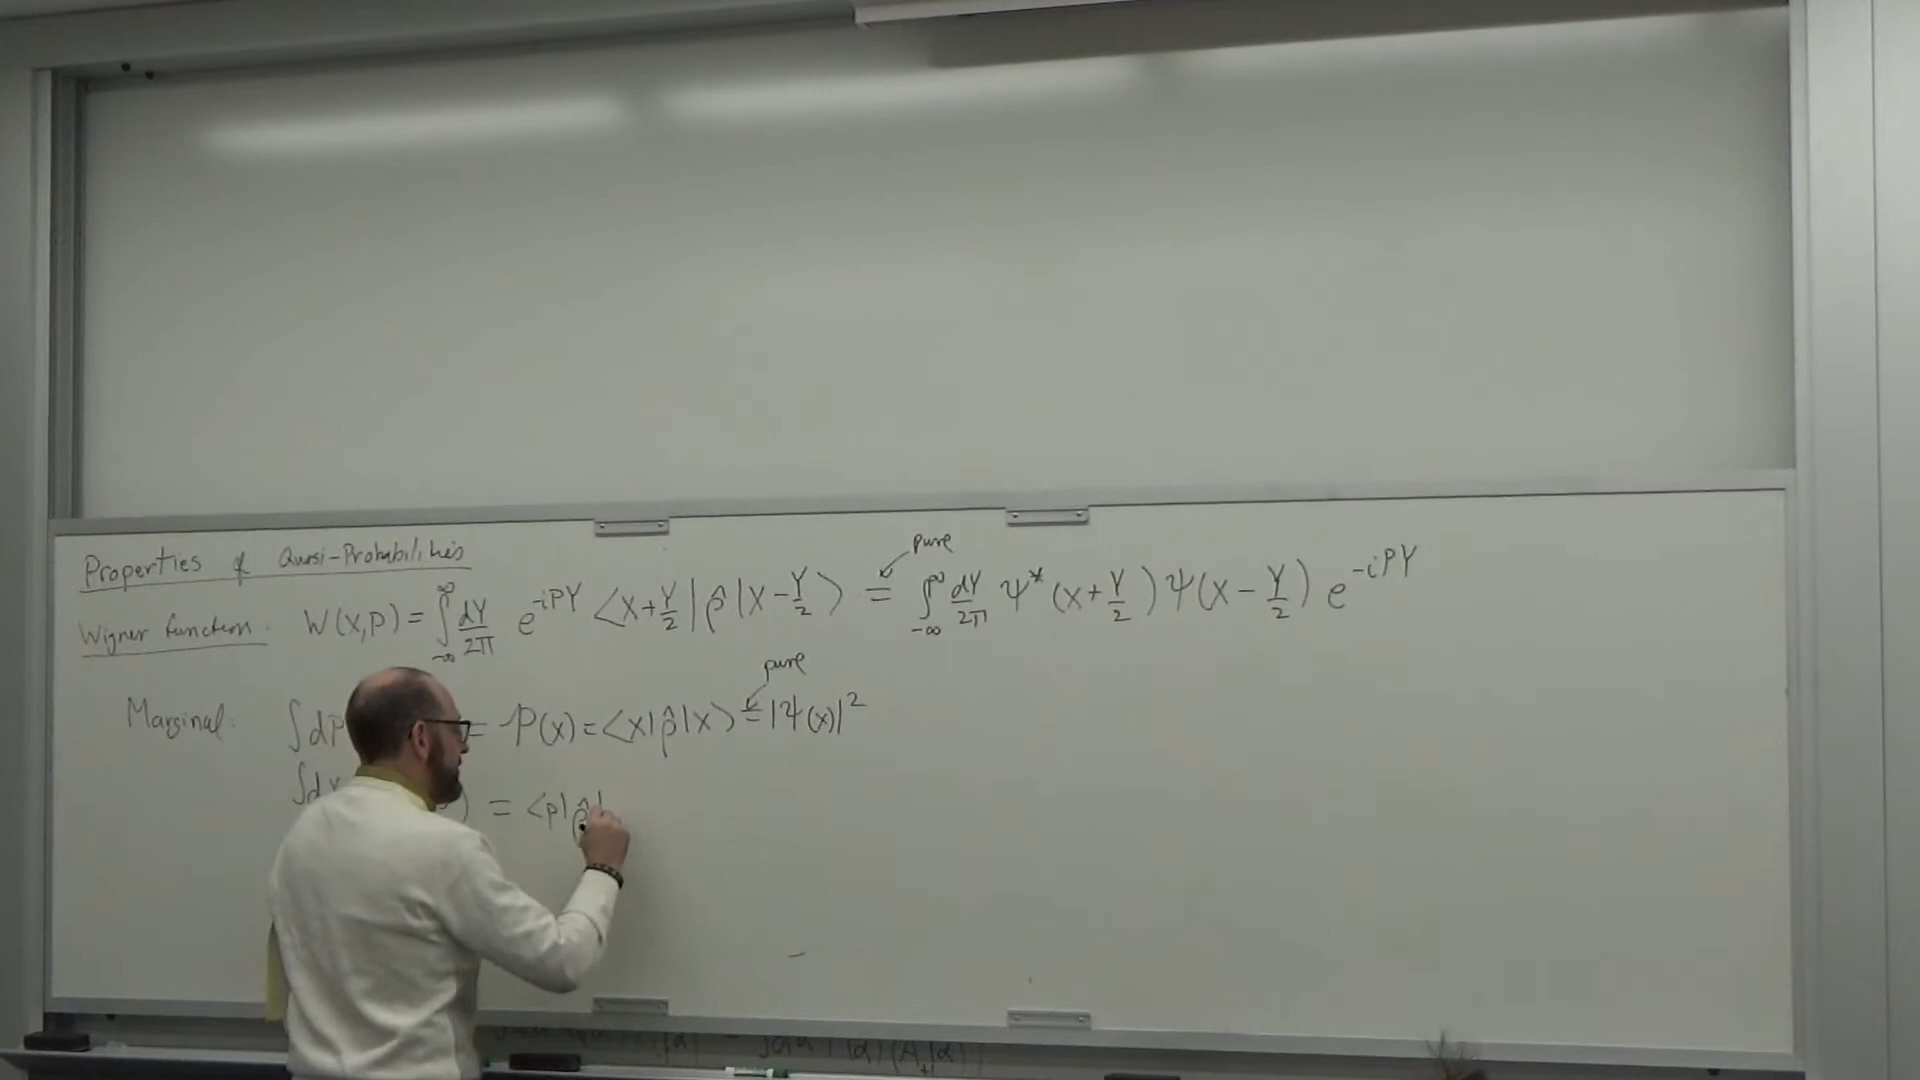 Properties of Quasi-Probabilities
Wigner Function: W(X,P) = ∫_{-∞}^{∞} dY/2π e^{-iPY} <X+Y/2|ρ̂|X-Y/2> = (pure) ∫_{-∞}^{∞} dY/2π ψ*(X+Y/2)ψ(X-Y/2) e^{-iPY}
Marginal: ∫dP = P(X) = <X|ρ̂|X> = (pure) |ψ(x)|²
∫dX ) = <P|ρ̂|